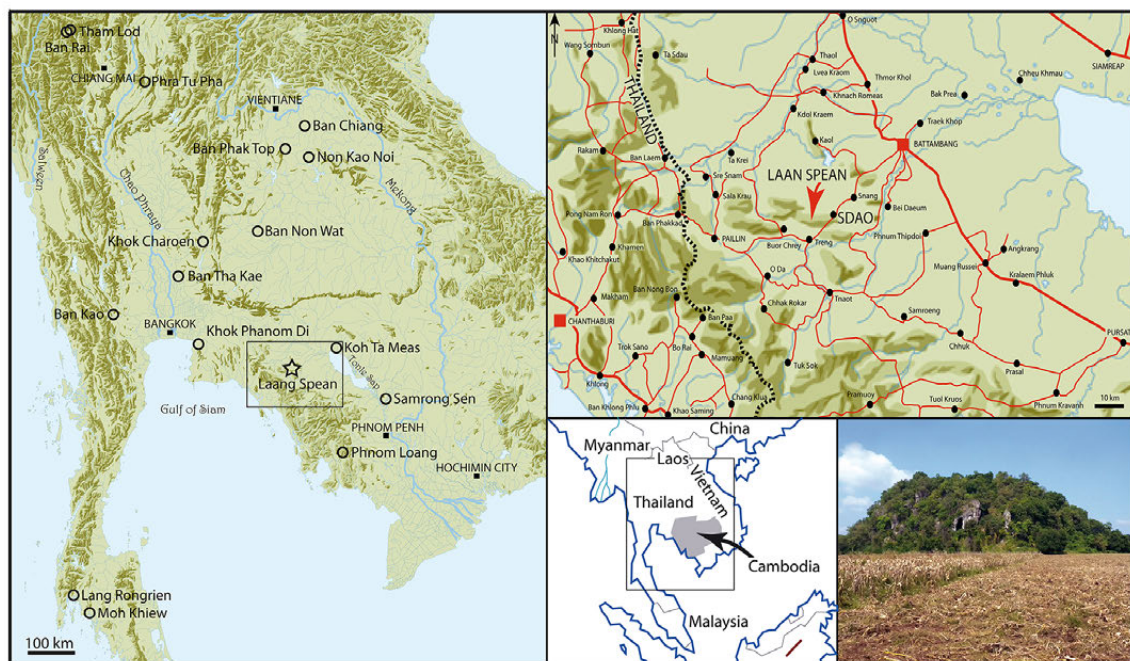 Tham Lod
Ban Rai
CHIANG MAI
Phra Tu Pha
VIENTIANE
Ban Chiang
Ban Phak Top
Non Kao Noi
Salween
Chao Phraya
Mekong
Khok Charoen
Ban Non Wat
Ban Tha Kae
Ban Kao
BANGKOK
Khok Phanom Di
Koh Ta Meas
Laang Spean
Tonle Sap
Gulf of Siam
Samrong Sen
PHNOM PENH
Phnom Loang
HOCHIMIN CITY
Lang Rongrien
Moh Khiew
100 km
N
Khlong Hat
O Snguot
Wang Sombun
Ta Sdau
Thaol
Lvea Kraom
Thmor Khol
SIAMREAP
Chheu Khmau
THAILAND
Khnach Romeas
Bak Prea
Kdol Kraem
Traek Khop
Kaol
BATTAMBANG
Rakam
Ban Laem
Ta Krei
LAAN SPEAN
Sre Snam
Sala Krau
Snang
Bei Daeum
SDAO
Pong Nam Ron
Ban Phakkad
PAILLIN
Buor Chrey
Treng
Phnum Thipdoi
Khamen
Angkrang
Khao Khitchakut
O Da
Muang Russei
Kralaem Phluk
Ban Nong Bon
Tnaot
Makham
Chhak Rokar
Samroeng
CHANTHABURI
Ban Paa
PURSAT
Chhuk
Trok Sano
Bo Rai
Mamuang
Tuk Sok
Prasal
Khlong
Pramuoy
Chang Klua
Tuol Kruos
Phnum Kravanh
Ban Khlong Phlu
Khao Saming
10 km
China
Myanmar
Laos
Vietnam
Thailand
Cambodia
Malaysia